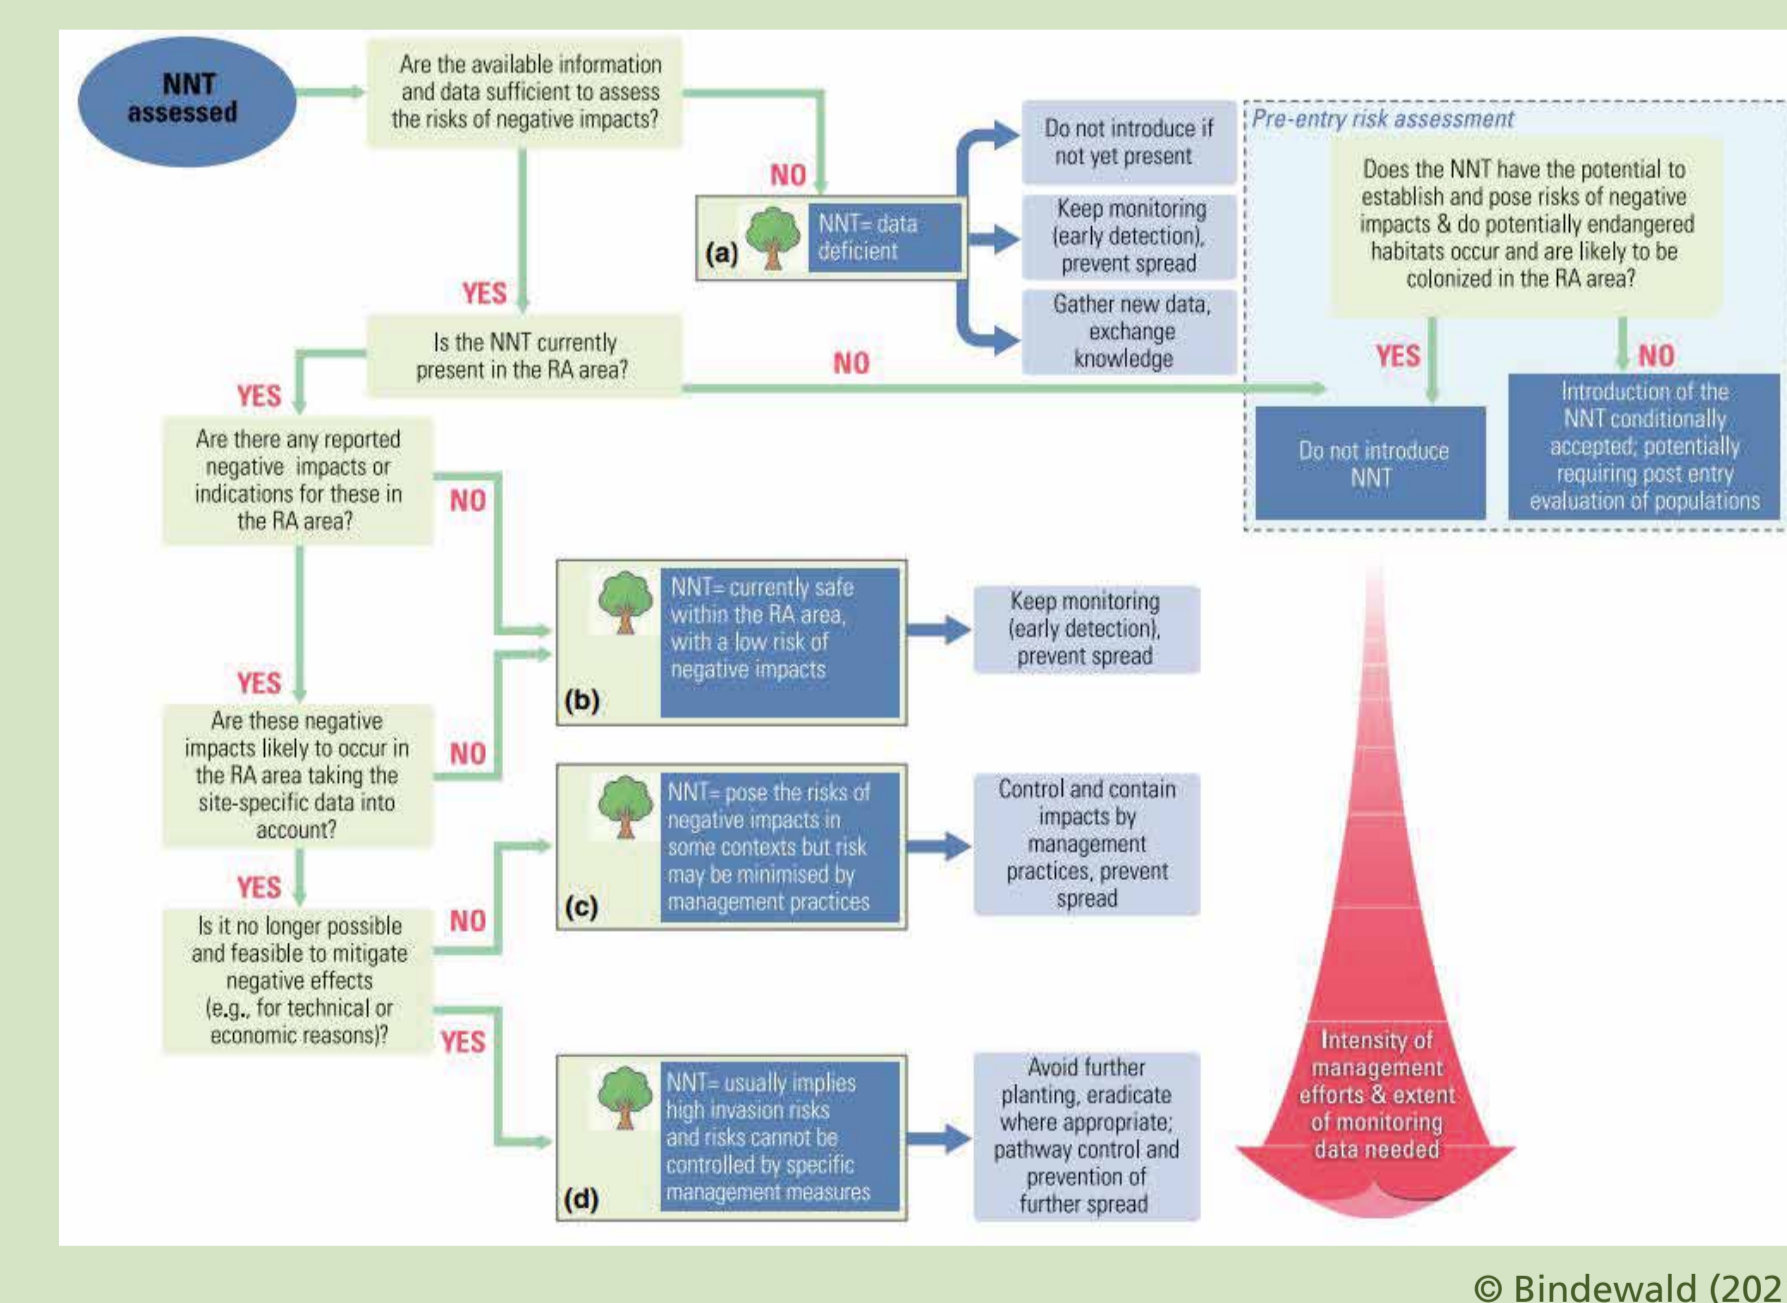 NNT
assessed
Are the available information
and data sufficient to assess
the risks of negative impacts?
NO
(a)
NNT= data
deficient
Do not introduce if
not yet present
Keep monitoring
(early detection),
prevent spread
Gather new data,
exchange
knowledge
Pre-entry risk assessment
Does the NNT have the potential to
establish and pose risks of negative
impacts & do potentially endangered
habitats occur and are likely to be
colonized in the RA area?
YES
NO
Do not introduce
NNT
Introduction of the
NNT conditionally
accepted; potentially
requiring post entry
evaluation of populations
YES
Is the NNT currently
present in the RA area?
NO
YES
Are there any reported
negative impacts or
indications for these in
the RA area?
NO
(b)
NNT= currently safe
within the RA area,
with a low risk of
negative impacts
Keep monitoring
(early detection),
prevent spread
YES
Are these negative
impacts likely to occur in
the RA area taking the
site-specific data into
account?
NO
(c)
NNT= pose the risks of
negative impacts in
some contexts but risk
may be minimised by
management practices
Control and contain
impacts by
management
practices, prevent
spread
YES
Is it no longer possible
and feasible to mitigate
negative effects
(e.g., for technical or
economic reasons)?
NO
YES
(d)
NNT= usually implies
high invasion risks
and risks cannot be
controlled by specific
management measures
Avoid further
planting, eradicate
where appropriate;
pathway control and
prevention of
further spread
Intensity of
management
efforts & extent
of monitoring
data needed
© Bindewald (202